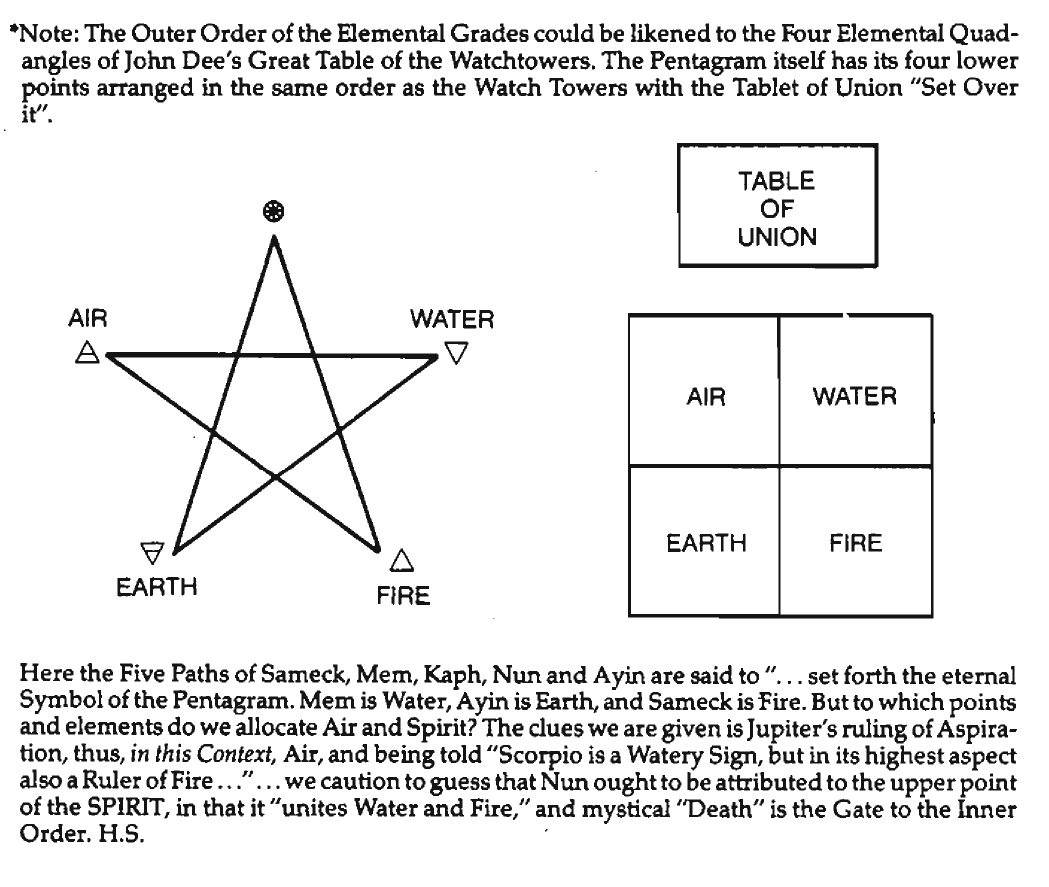 *Note: The Outer Order of the Elemental Grades could be likened to the Four Elemental Quad-
angles of John Dee's Great Table of the Watchtowers. The Pentagram itself has its four lower
points arranged in the same order as the Watch Towers with the Tablet of Union "Set Over
it".
TABLE
OF
UNION
AIR
WATER
EARTH
FIRE
AIR
WATER
EARTH
FIRE
Here the Five Paths of Sameck, Mem, Kaph, Nun and Ayin are said to "... set forth the eternal
Symbol of the Pentagram. Mem is Water, Ayin is Earth, and Sameck is Fire. But to which points
and elements do we allocate Air and Spirit? The clues we are given is Jupiter's ruling of Aspira-
tion, thus, in this Context, Air, and being told "Scorpio is a Watery Sign, but in its highest aspect
also a Ruler of Fire..."... we caution to guess that Nun ought to be attributed to the upper point
of the SPIRIT, in that it "unites Water and Fire," and mystical "Death" is the Gate to the Inner
Order. H.S.